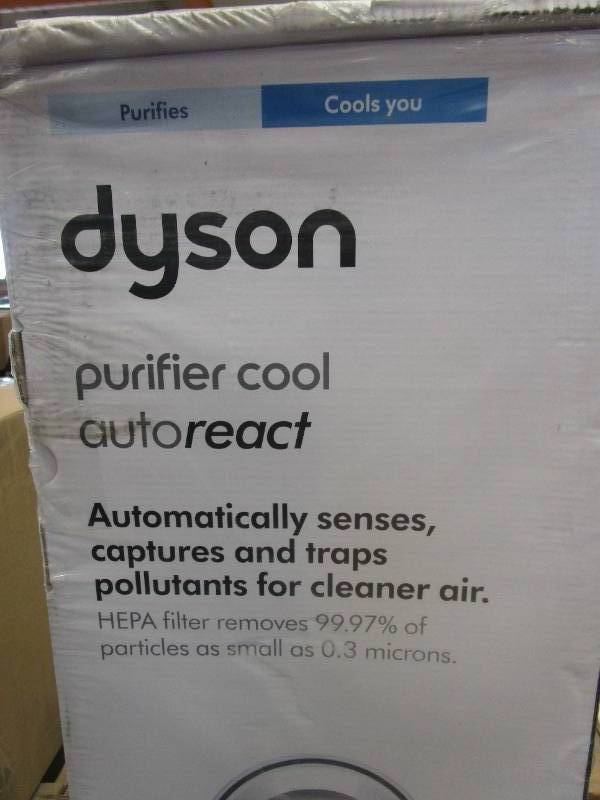 Purifies
Cools you
dyson
purifier cool
autoreact
Automatically senses,
captures and traps
pollutants for cleaner air.
HEPA filter removes 99.97% of
particles as small as 0.3 microns.